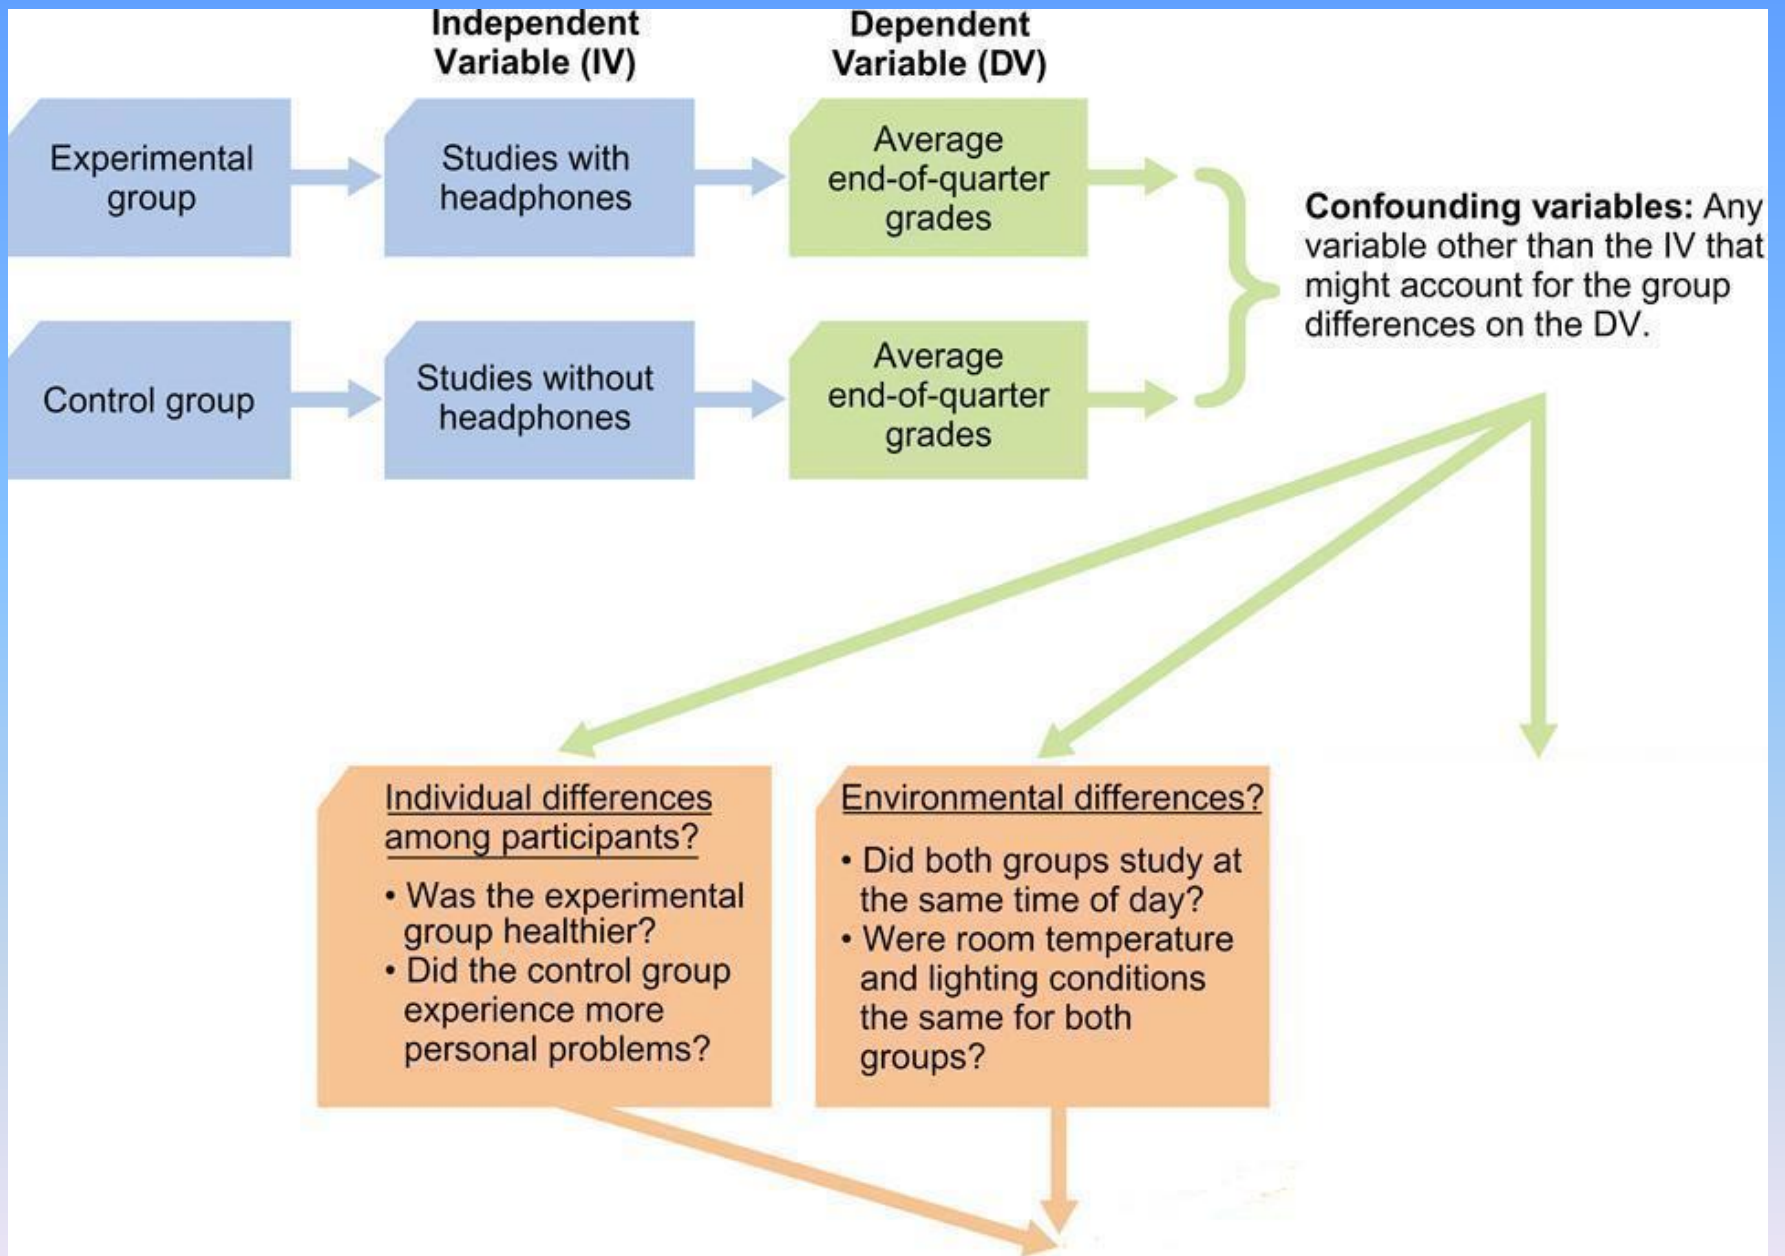 Independent
Variable (IV)
Dependent
Variable (DV)
Experimental
group
Studies with
headphones
Average
end-of-quarter
grades
Confounding variables: Any
variable other than the IV that
might account for the group
differences on the DV.
Control group
Studies without
headphones
Average
end-of-quarter
grades
Individual differences
among participants?
• Was the experimental
group healthier?
• Did the control group
experience more
personal problems?
Environmental differences?
• Did both groups study at
the same time of day?
• Were room temperature
and lighting conditions
the same for both
groups?